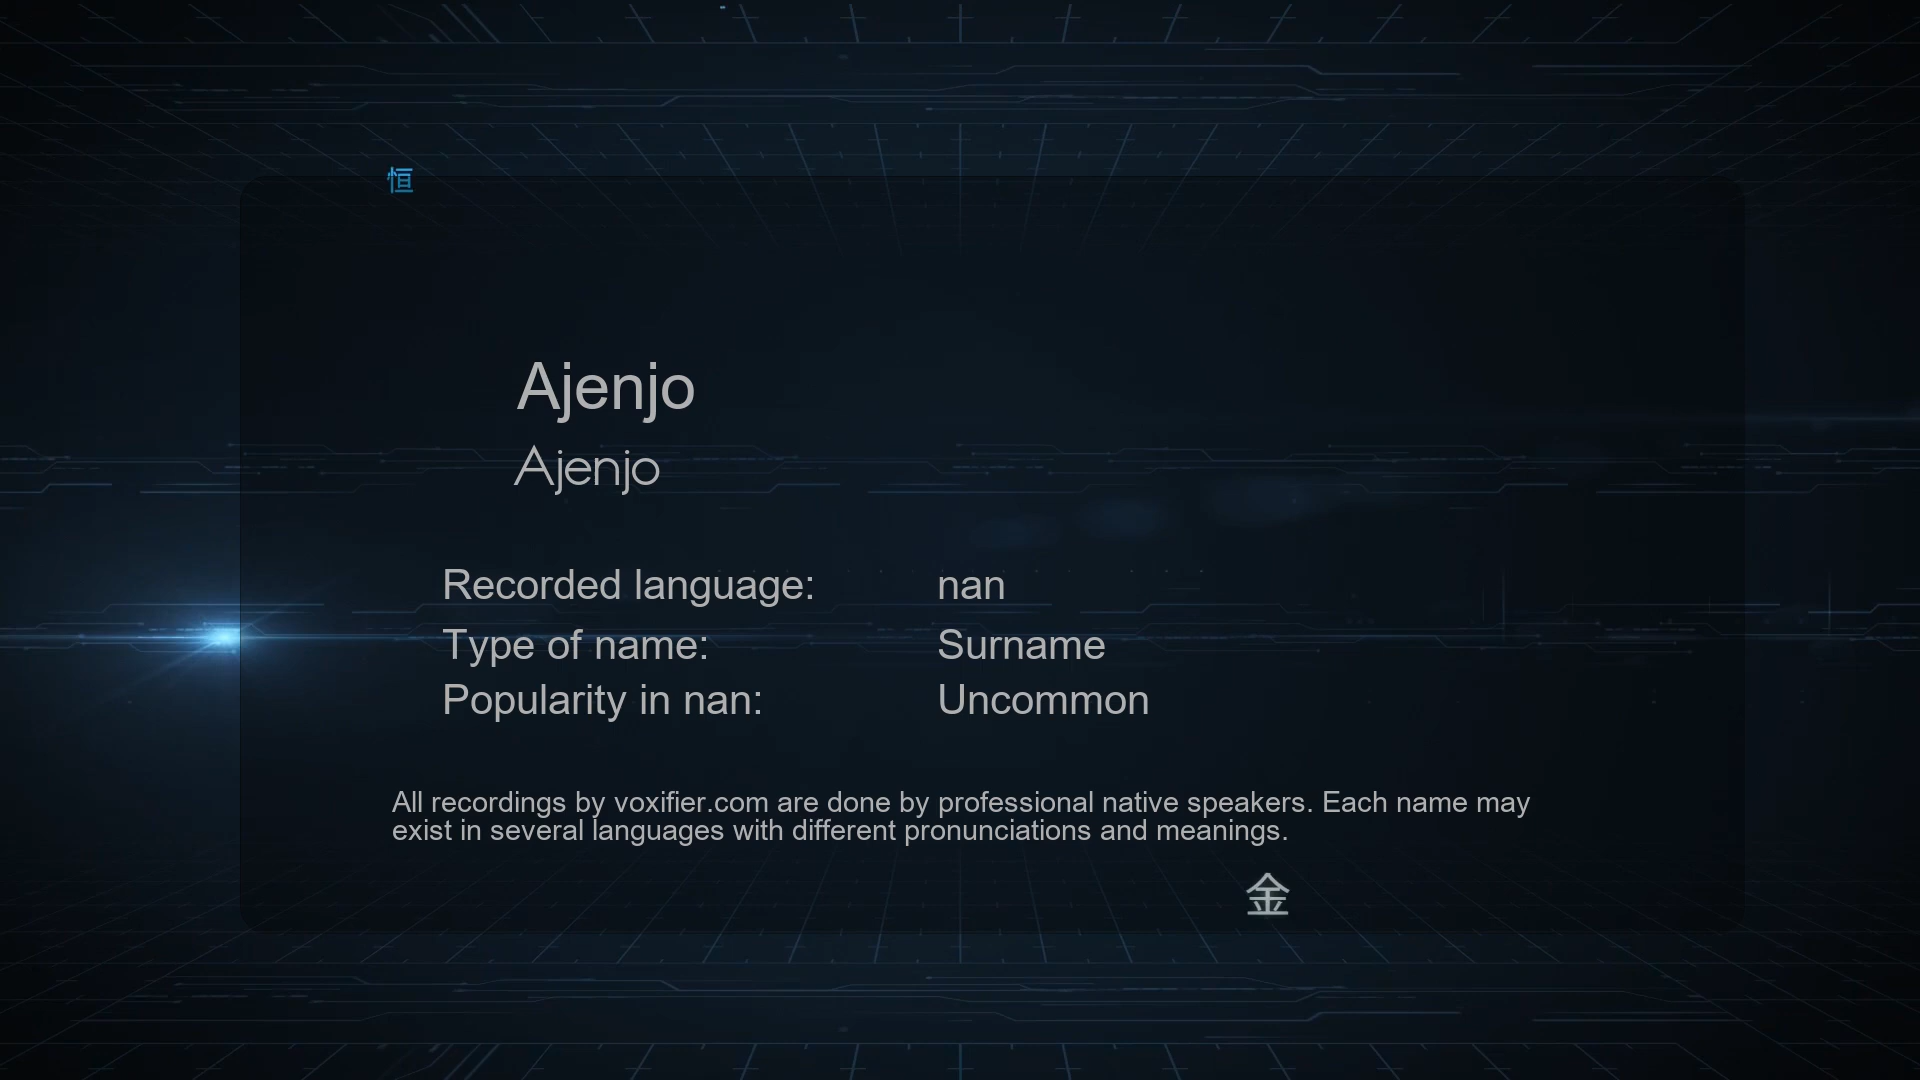 恒
Ajenjo
Ajenjo
Recorded language: nan
Type of name: Surname
Popularity in nan: Uncommon
All recordings by voxifier.com are done by professional native speakers. Each name may
exist in several languages with different pronunciations and meanings.
金